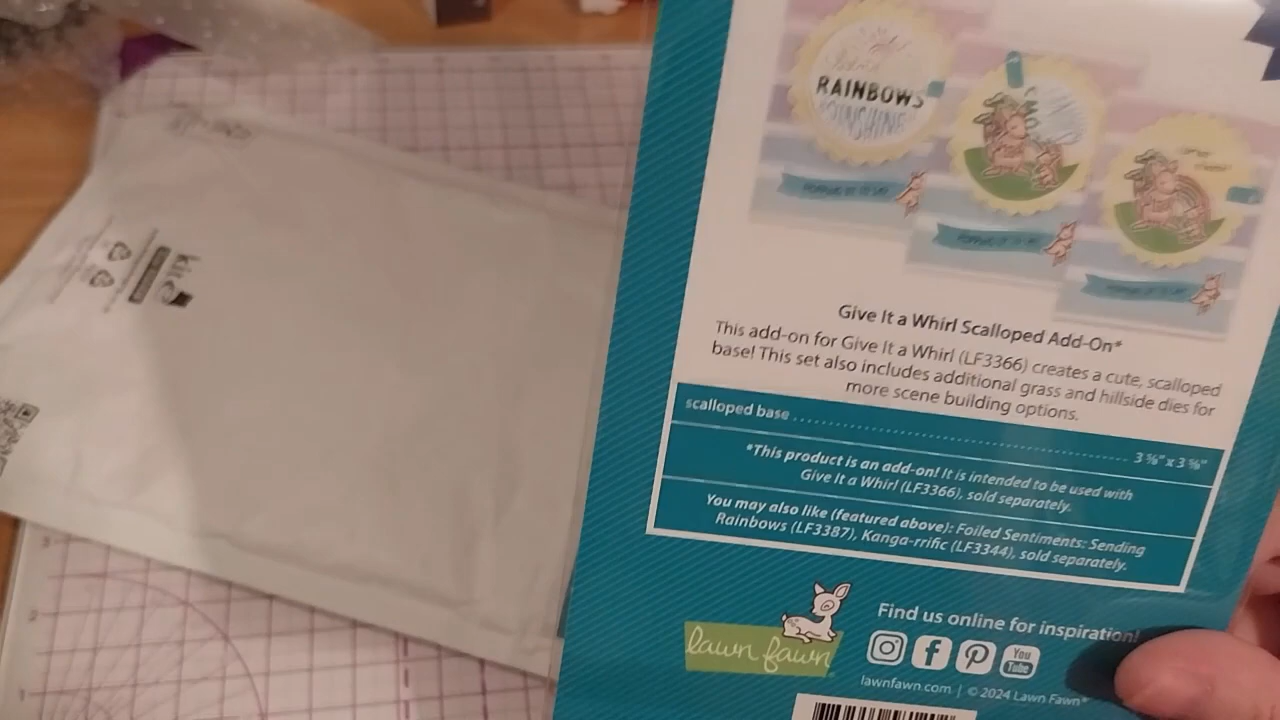 RAINBOWS
SUNSHINE
Give It a Whirl Scalloped Add-On*
This add-on for Give It a Whirl (LF3366) creates a cute, scalloped
base! This set also includes additional grass and hillside dies for
more scene building options.
scalloped base ........................................ 3 ⅝" x 3 ⅝"
*This product is an add-on! It is intended to be used with
Give It a Whirl (LF3366), sold separately.
You may also like (featured above): Foiled Sentiments: Sending
Rainbows (LF3387), Kanga-rrific (LF3344), sold separately.
lawn fawn
Find us online for inspiration!
You
Tube
lawnfawn.com | © 2024 Lawn Fawn®
kite